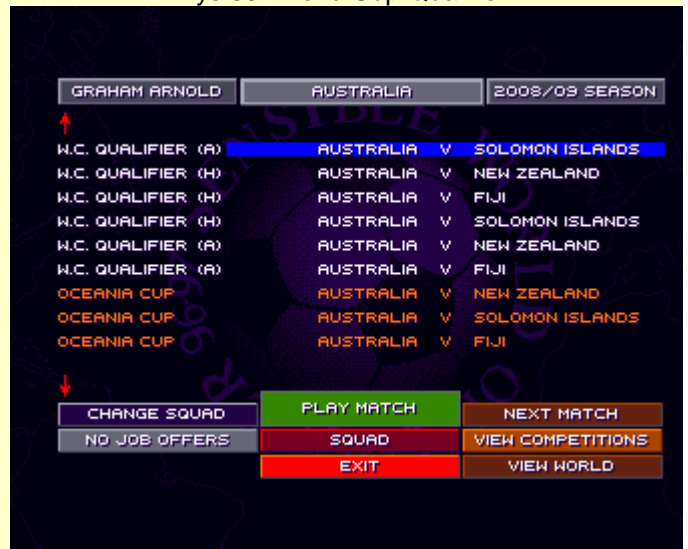 GRAHAM ARNOLD AUSTRALIA 2008/09 SEASON
W.C. QUALIFIER (A) AUSTRALIA V SOLOMON ISLANDS
W.C. QUALIFIER (H) AUSTRALIA V NEW ZEALAND
W.C. QUALIFIER (H) AUSTRALIA V FIJI
W.C. QUALIFIER (H) AUSTRALIA V SOLOMON ISLANDS
W.C. QUALIFIER (A) AUSTRALIA V NEW ZEALAND
W.C. QUALIFIER (A) AUSTRALIA V FIJI
OCEANIA CUP AUSTRALIA V NEW ZEALAND
OCEANIA CUP AUSTRALIA V SOLOMON ISLANDS
OCEANIA CUP AUSTRALIA V FIJI
CHANGE SQUAD PLAY MATCH NEXT MATCH
NO JOB OFFERS SQUAD VIEW COMPETITIONS
EXIT VIEW WORLD